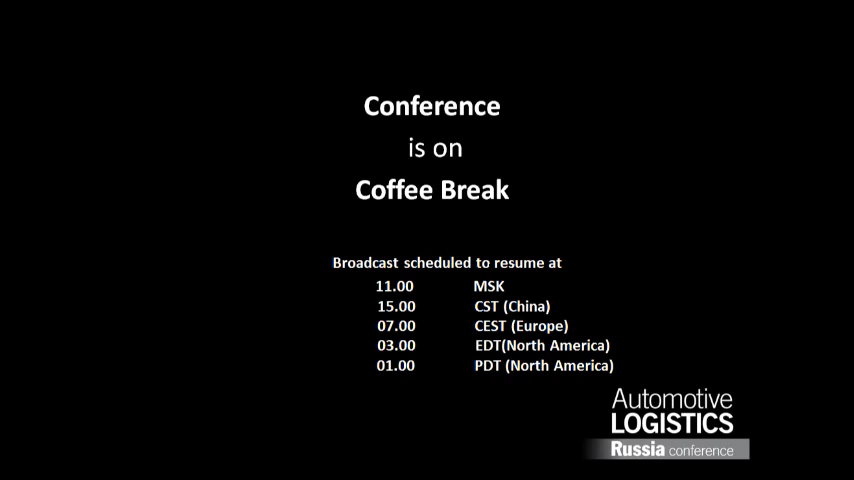 Conference
is on
Coffee Break
Broadcast scheduled to resume at
11.00 MSK
15.00 CST (China)
07.00 CEST (Europe)
03.00 EDT(North America)
01.00 PDT (North America)
Automotive
LOGISTICS
Russia conference